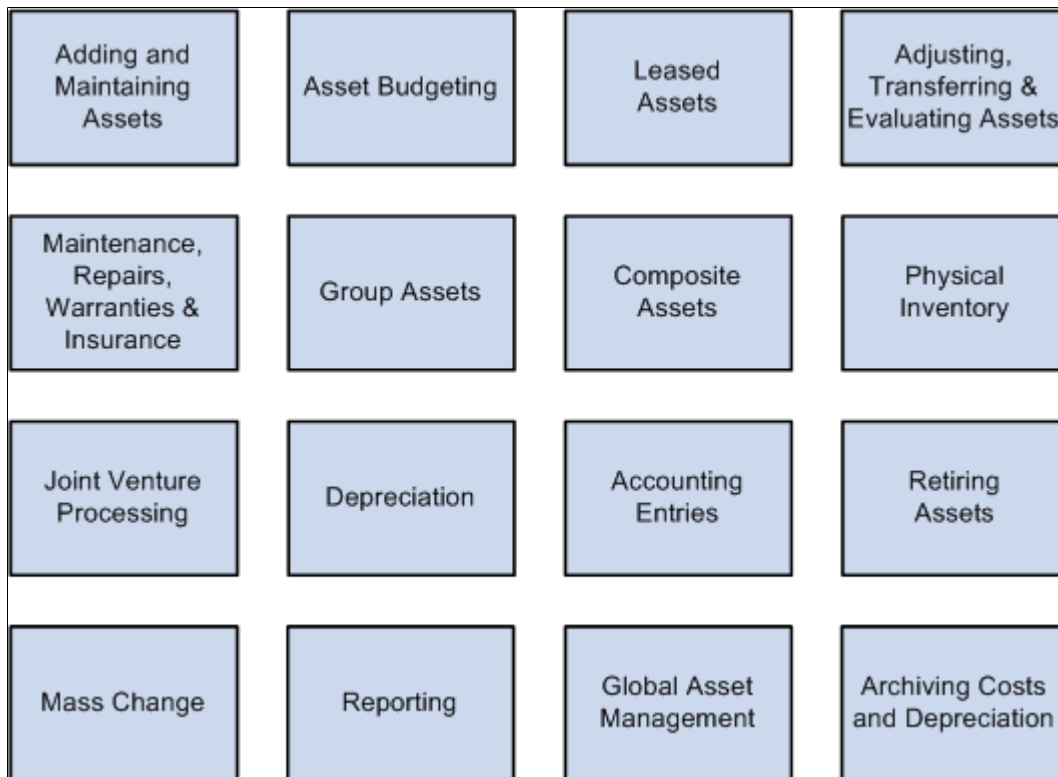 Adding and
Maintaining
Assets
Asset Budgeting
Leased
Assets
Adjusting,
Transferring &
Evaluating Assets
Maintenance,
Repairs,
Warranties &
Insurance
Group Assets
Composite
Assets
Physical
Inventory
Joint Venture
Processing
Depreciation
Accounting
Entries
Retiring
Assets
Mass Change
Reporting
Global Asset
Management
Archiving Costs
and Depreciation